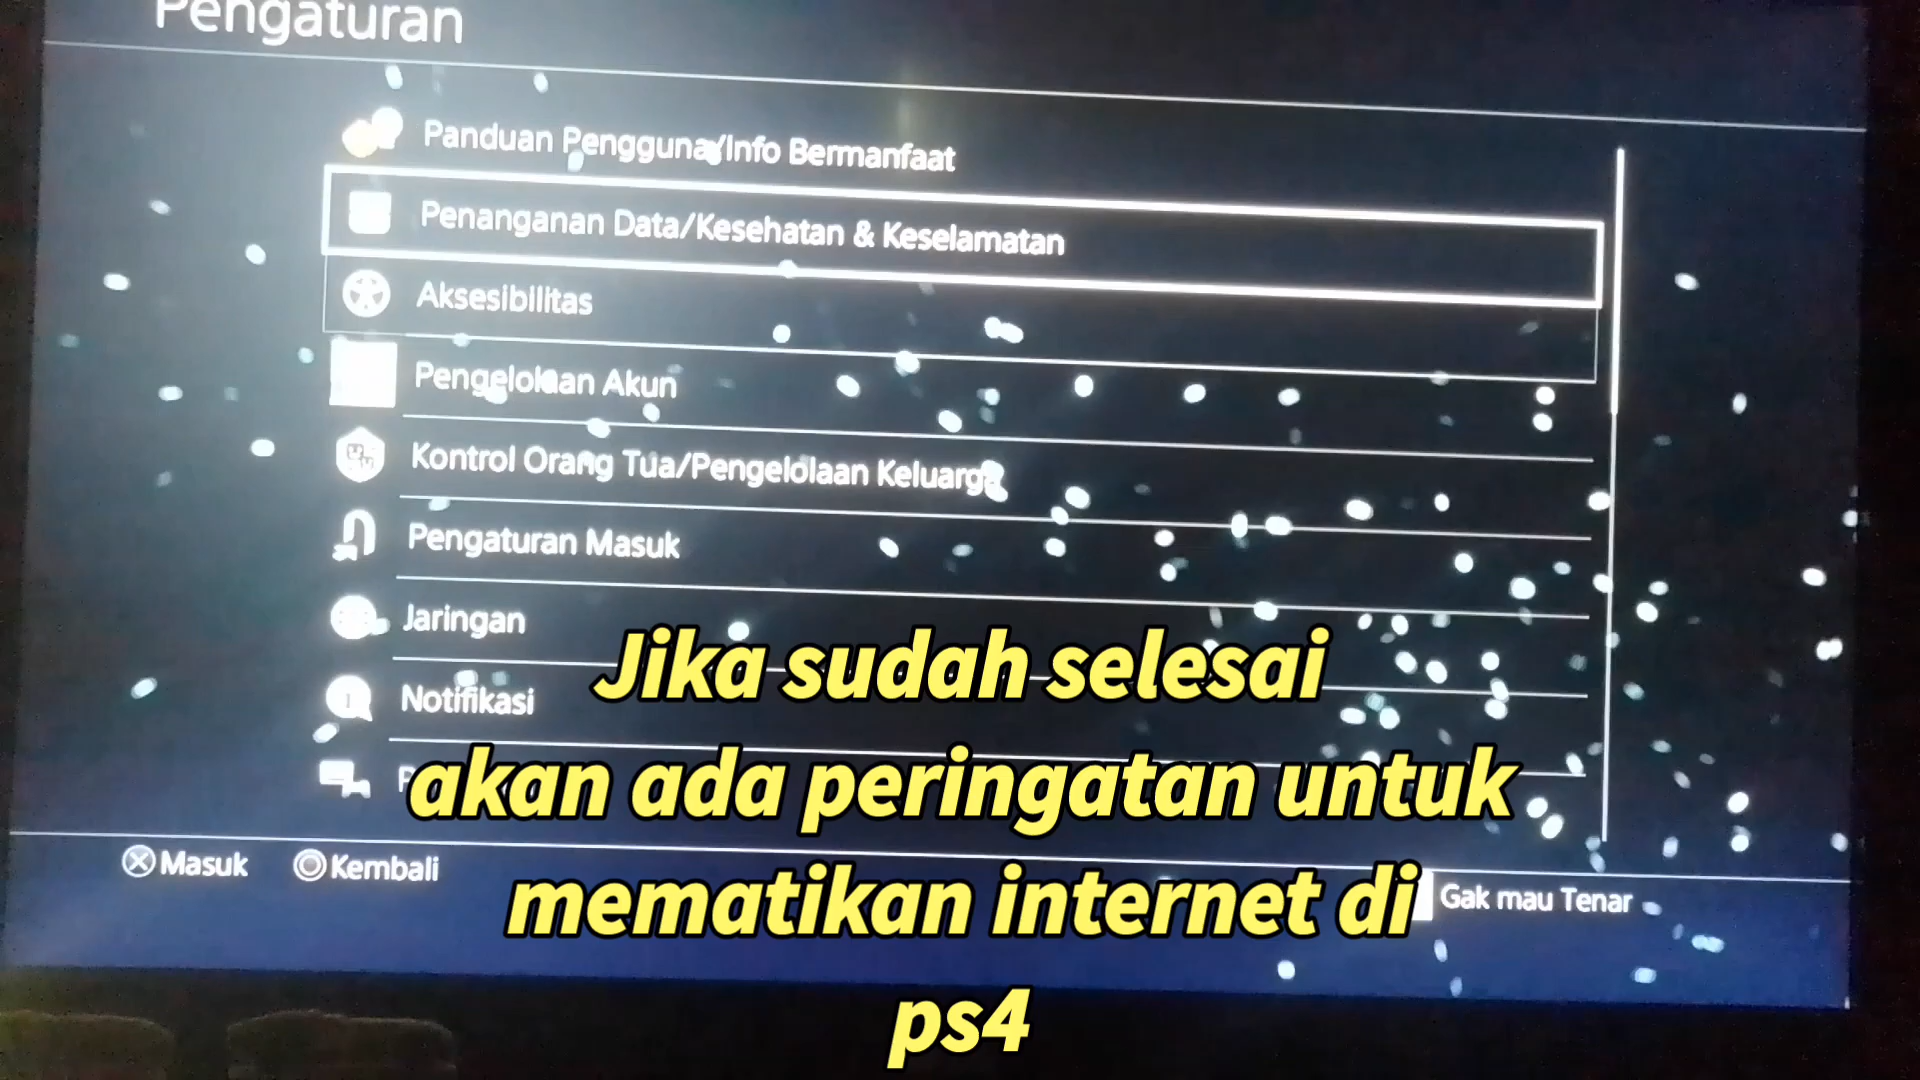 Pengaturan
Panduan Pengguna/Info Bermanfaat
Penanganan Data/Kesehatan & Keselamatan
Aksesibilitas
Pengelolaan Akun
Kontrol Orang Tua/Pengelolaan Keluarga
Pengaturan Masuk
Jaringan
Notifikasi
Masuk
Kembali
Gak mau Tenar
Jika sudah selesai
akan ada peringatan untuk
mematikan internet di
ps4